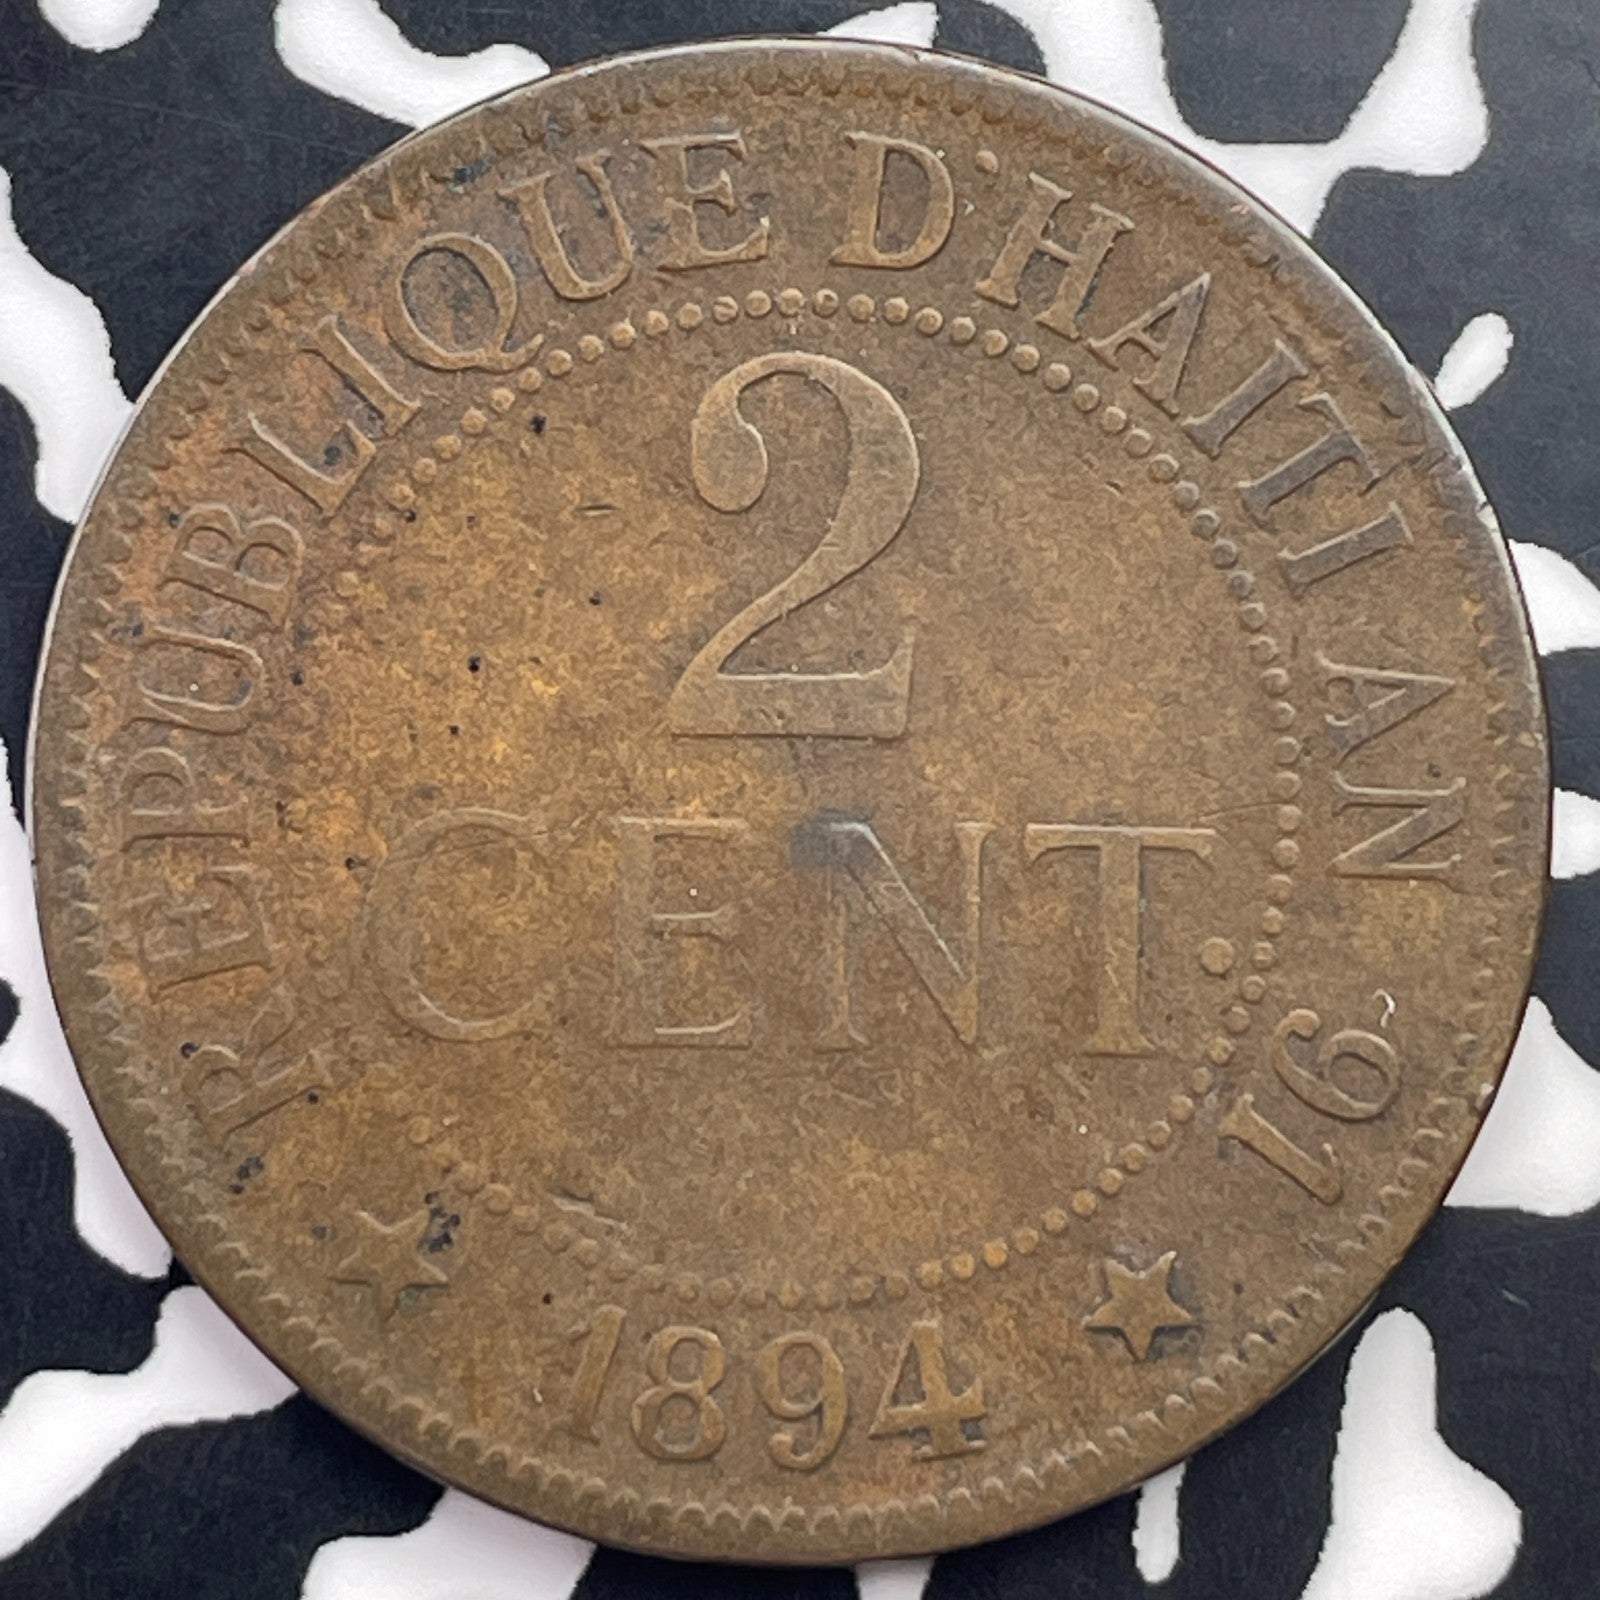 REPUBLIQUE D'HAITI AN 91
2
CENT.
1894